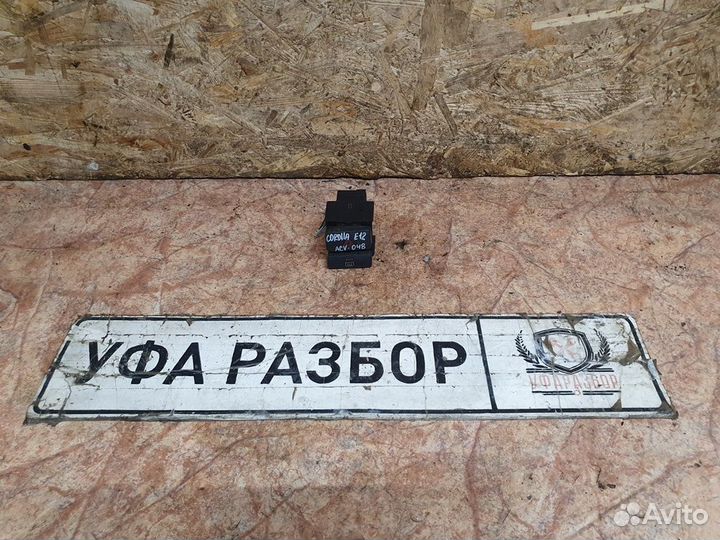 COROLLA E12
ACV-048
УФА РАЗБОР
УФАРАЗБОР
Avito